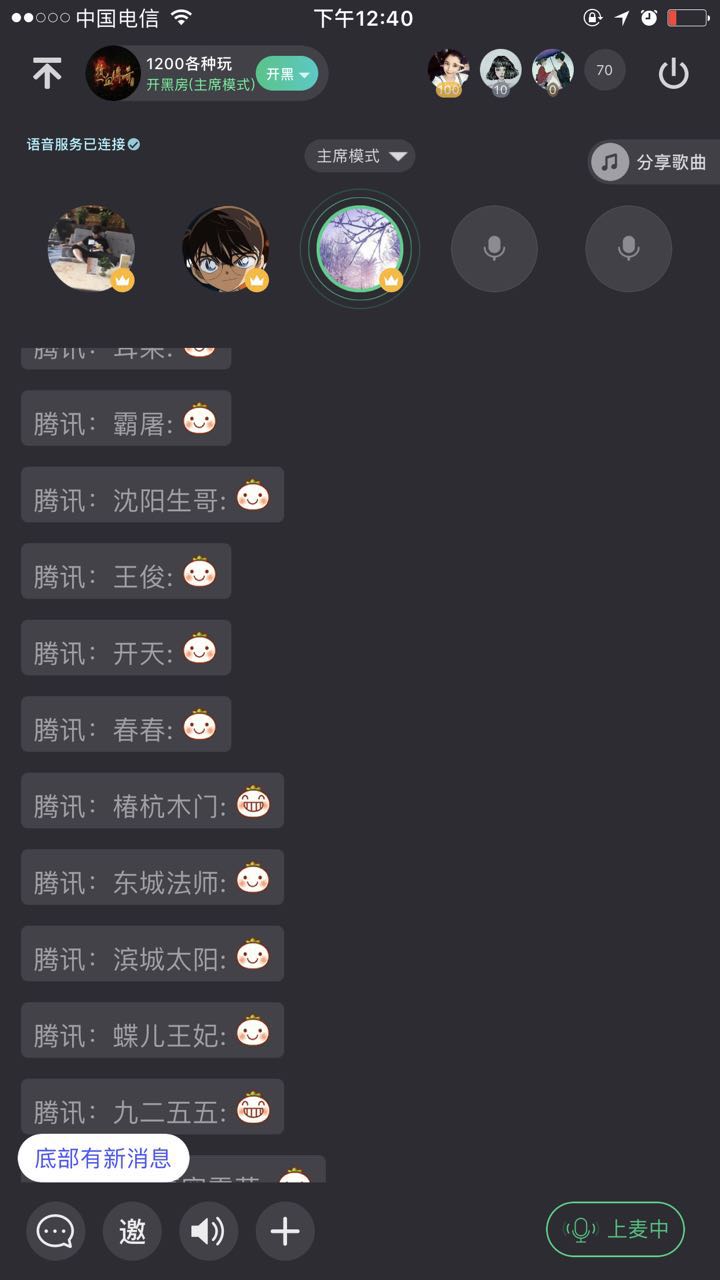 中国电信
下午12:40
1200各种玩
开黑房(主席模式)
开黑
100
10
0
70
语音服务已连接
主席模式
分享歌曲
腾讯：霸屠:
腾讯：沈阳生哥:
腾讯：王俊:
腾讯：开天:
腾讯：春春:
腾讯：椿杭木门:
腾讯：东城法师:
腾讯：滨城太阳:
腾讯：蝶儿王妃:
腾讯：九二五五:
底部有新消息
邀
上麦中